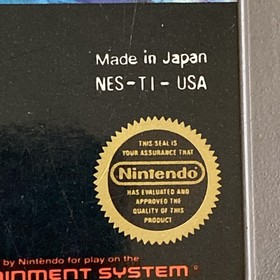 Made in Japan
NES-TI-USA
THIS SEAL IS
YOUR ASSURANCE THAT
Nintendo
HAS EVALUATED AND
APPROVED THE
QUALITY OF THIS
PRODUCT
by Nintendo for play on the
INMENT SYSTEM